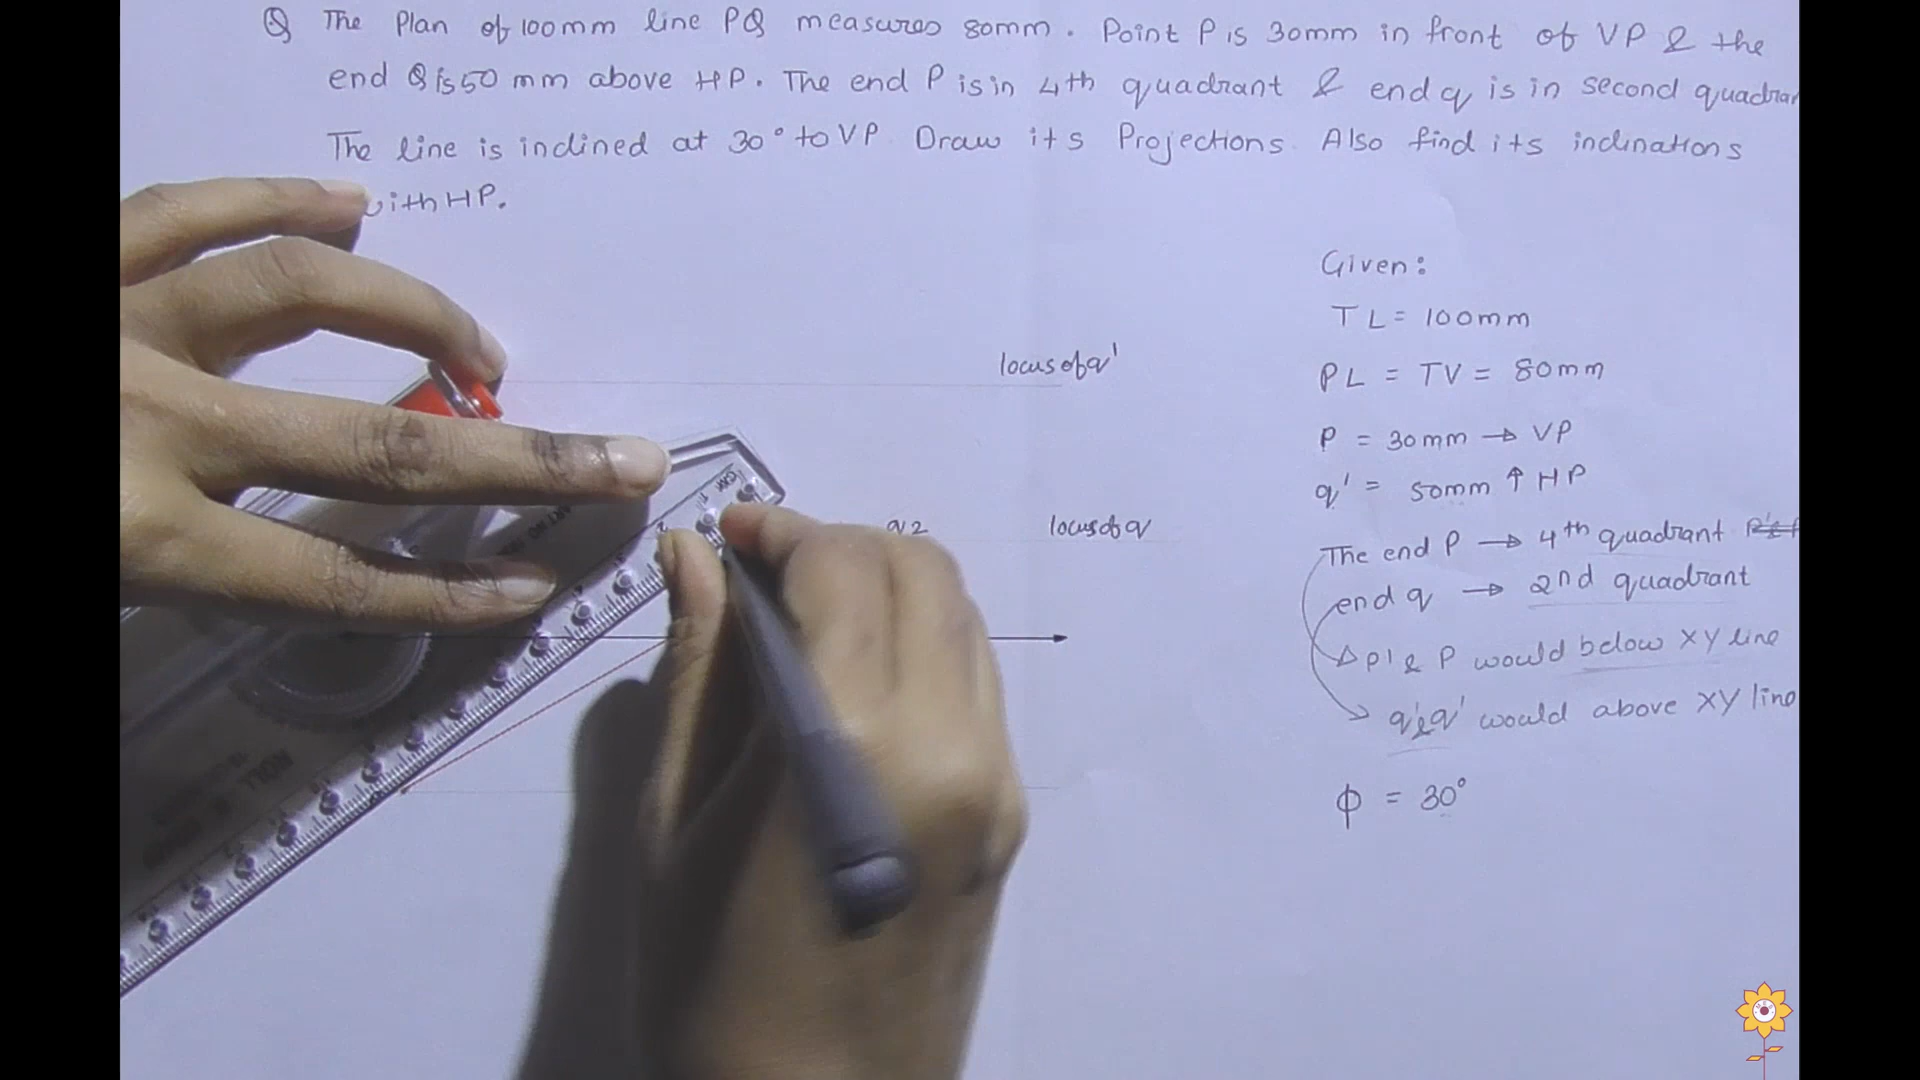 Q The Plan of 100mm line PQ measures 80mm. Point P is 30mm in front of VP & the
end Q is 50 mm above HP. The end P is in 4th quadrant & end q is in second
The line is inclined at 30° to VP Draw its Projections. Also find its inclinations
with HP.
Given:
TL = 100mm
PL = TV = 80mm
P = 30mm → VP
q' = 50mm ↑ HP
The end P → 4th quadrant
end q → 2nd quadrant
P' & P would below XY line
q & q' would above XY line
φ = 30°
locus of q'
q2 locus of q